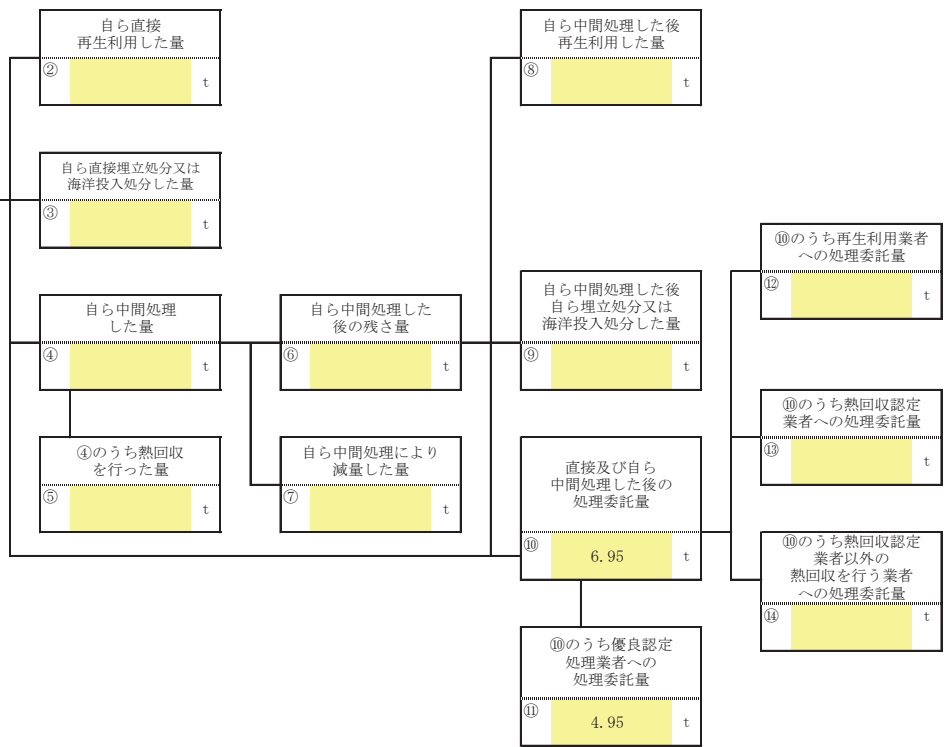 自ら直接
再生利用した量
②
t
自ら直接埋立処分又は
海洋投入処分した量
③
t
自ら中間処理
した量
④
t
④のうち熱回収
を行った量
⑤
t
自ら中間処理した
後の残さ量
⑥
t
自ら中間処理により
減量した量
⑦
t
自ら中間処理した後
再生利用した量
⑧
t
自ら中間処理した後
自ら埋立処分又は
海洋投入処分した量
⑨
t
直接及び自ら
中間処理した後の
処理委託量
⑩
6.95
t
⑩のうち優良認定
処理業者への
処理委託量
⑪
4.95
t
⑩のうち再生利用業者
への処理委託量
⑫
t
⑩のうち熱回収認定
業者への処理委託量
⑬
t
⑩のうち熱回収認定
業者以外の
熱回収を行う業者
への処理委託量
⑭
t